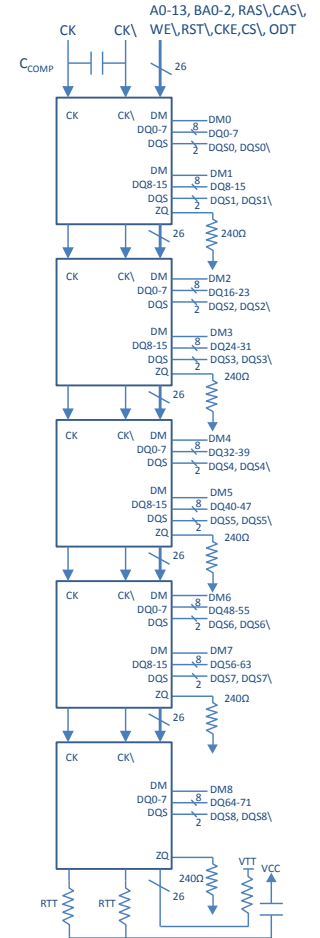 A0-13, BA0-2, RAS\,CAS\,
CK CK\ WE\,RST\,CKE,CS\, ODT
CCOMP
26
CK CK\ DM DM0
DQ0-7 8 DQ0-7
DQS 2 DQS0, DQS0\
DM DM1
DQ8-15 8 DQ8-15
DQS 2 DQS1, DQS1\
ZQ
26 240Ω
CK CK\ DM DM2
DQ0-7 8 DQ16-23
DQS 2 DQS2, DQS2\
DM DM3
DQ8-15 8 DQ24-31
DQS 2 DQS3, DQS3\
ZQ 240Ω
26
CK CK\ DM DM4
DQ0-7 8 DQ32-39
DQS 2 DQS4, DQS4\
DM DM5
DQ8-15 8 DQ40-47
DQS 2 DQS5, DQS5\
ZQ 240Ω
26
CK CK\ DM DM6
DQ0-7 8 DQ48-55
DQS 2 DQS6, DQS6\
DM DM7
DQ8-15 8 DQ56-63
DQS 2 DQS7, DQS7\
ZQ 240Ω
26
CK CK\
DM DM8
DQ0-7 8 DQ64-71
DQS 2 DQS8, DQS8\
ZQ
240Ω VTT VCC
26
RTT RTT